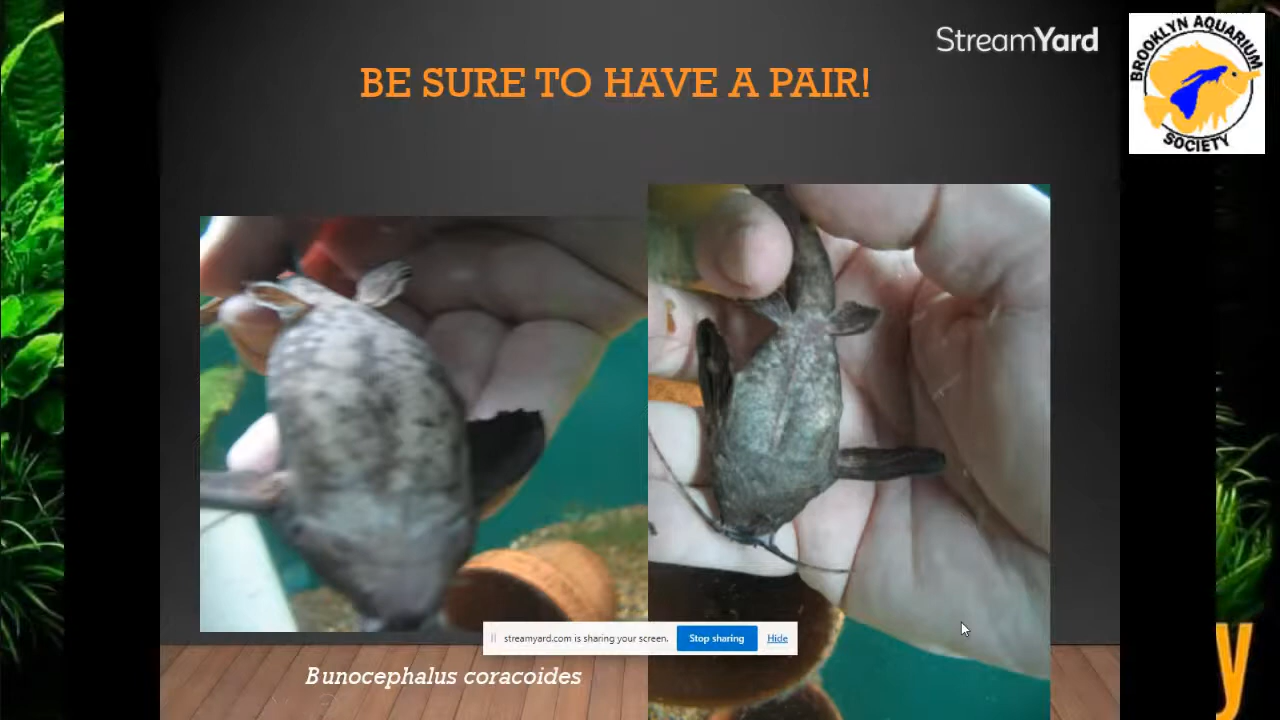 StreamYard
BROOKLYN AQUARIUM
SOCIETY
BE SURE TO HAVE A PAIR!
streamyard.com is sharing your screen.
Stop sharing
Hide
Bunocephalus coracoides
y